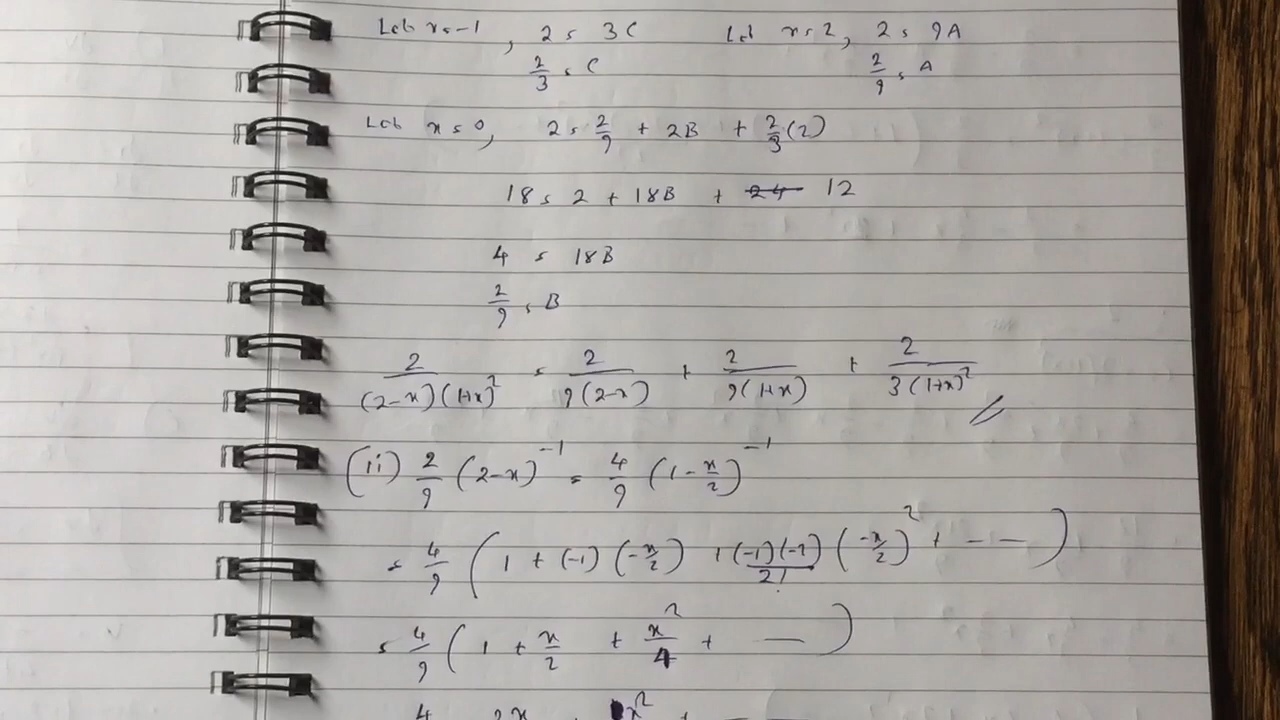 Let x = -1, 2 = 3C Let x = 2, 2 = 9A
2/3 = C 2/9 = A
Let x = 0, 2 = 2/9 + 2B + 2/3 (2)
18 = 2 + 18B + 24 12
4 = 18B
2/9 = B
2/((2-x)(1+x)²) = 2/(9(2-x)) + 2/(9(1+x)) + 2/(3(1+x)²)
(ii) 2/9 (2-x)⁻¹ = 4/9 (1 - x/2)⁻¹
= 4/9 (1 + (-1)(-x/2) + (-1)(-2)/2! (-x/2)² + - — )
= 4/9 (1 + x/2 + x²/4 + — )